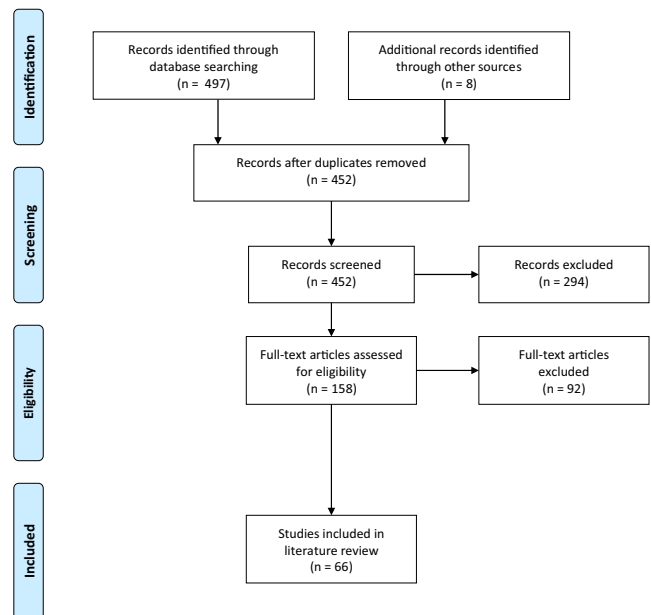 Identification
Records identified through
database searching
(n = 497)
Additional records identified
through other sources
(n = 8)
Records after duplicates removed
(n = 452)
Screening
Records screened
(n = 452)
Records excluded
(n = 294)
Eligibility
Full-text articles assessed
for eligibility
(n = 158)
Full-text articles
excluded
(n = 92)
Included
Studies included in
literature review
(n = 66)